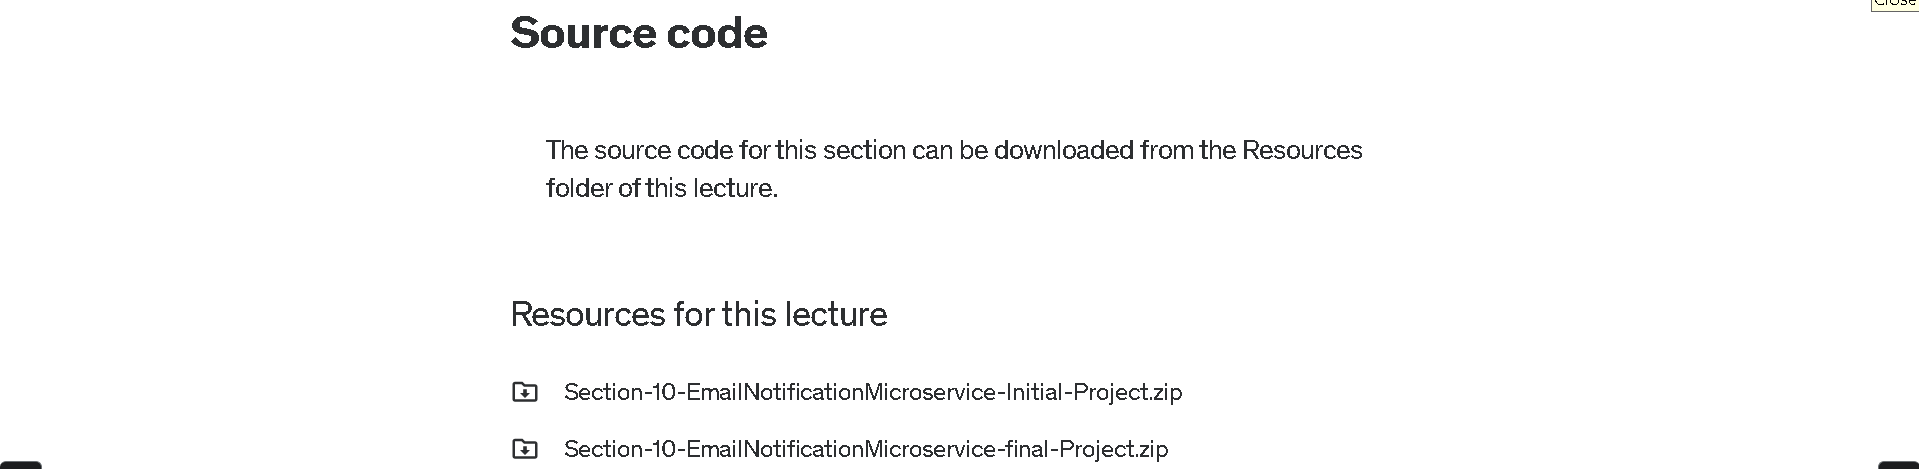 Close
Source code
The source code for this section can be downloaded from the Resources
folder of this lecture.
Resources for this lecture
Section-10-EmailNotificationMicroservice-Initial-Project.zip
Section-10-EmailNotificationMicroservice-final-Project.zip